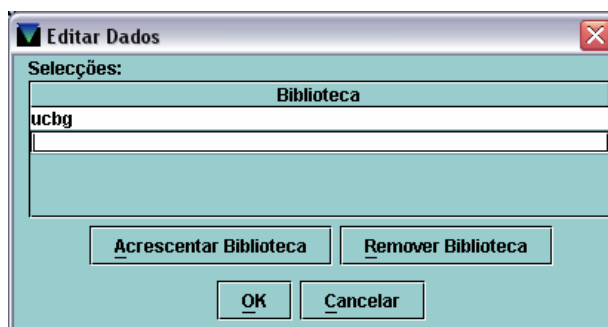 Editar Dados
Selecções:
Biblioteca
ucbg
Acrescentar Biblioteca Remover Biblioteca
OK Cancelar